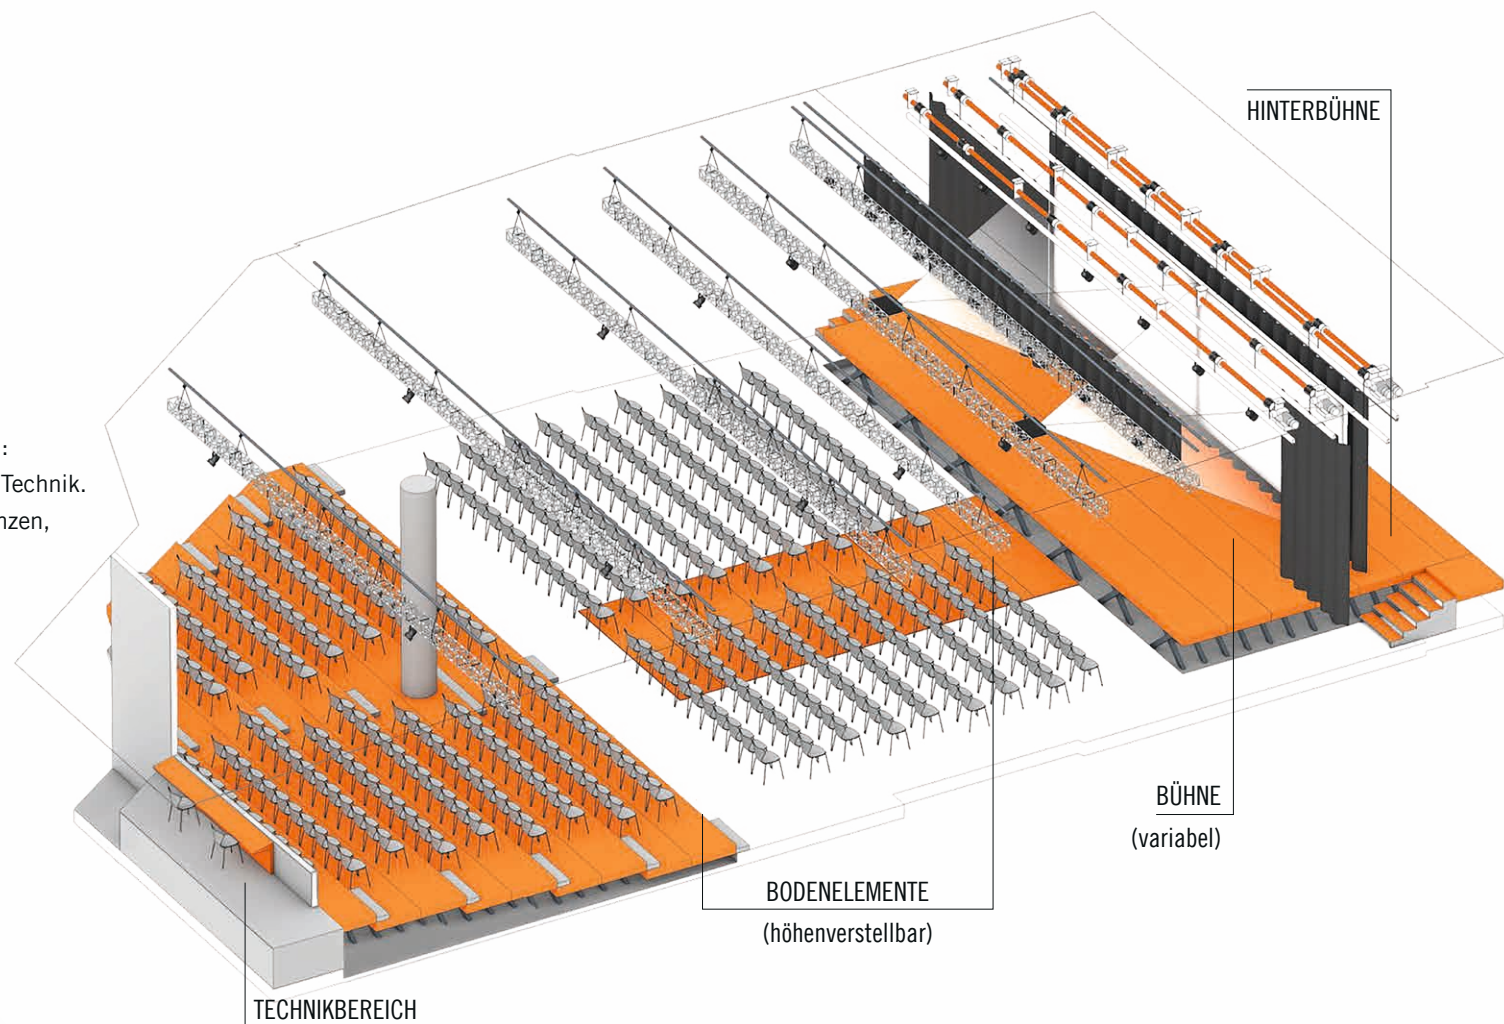 HINTERBÜHNE
:
Technik.
nzen,
BÜHNE
(variabel)
BODENELEMENTE
(höhenverstellbar)
TECHNIKBEREICH